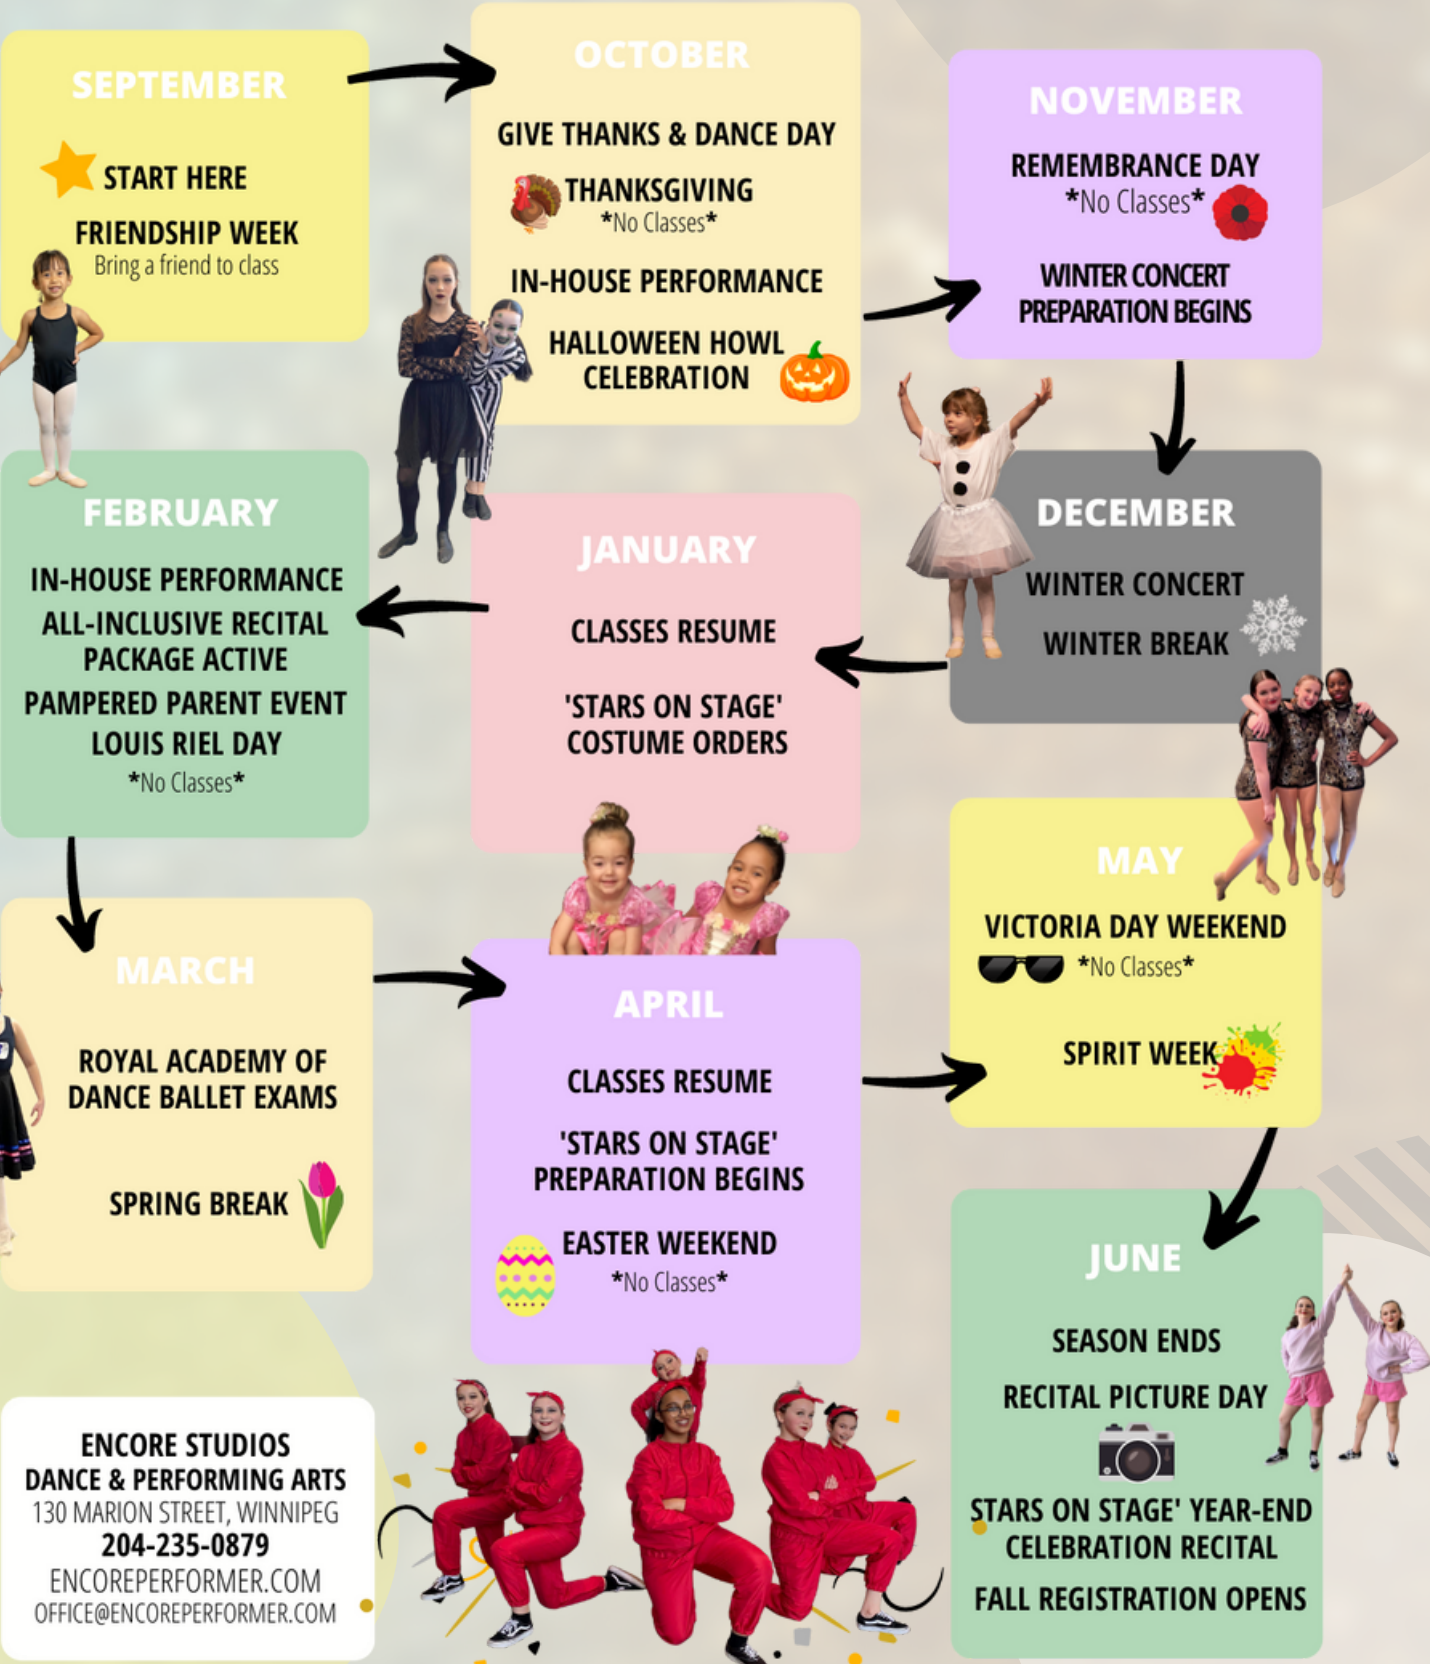 SEPTEMBER
START HERE
FRIENDSHIP WEEK
Bring a friend to class
OCTOBER
GIVE THANKS & DANCE DAY
THANKSGIVING
*No Classes*
IN-HOUSE PERFORMANCE
HALLOWEEN HOWL
CELEBRATION
NOVEMBER
REMEMBRANCE DAY
*No Classes*
WINTER CONCERT
PREPARATION BEGINS
DECEMBER
WINTER CONCERT
WINTER BREAK
JANUARY
CLASSES RESUME
'STARS ON STAGE'
COSTUME ORDERS
FEBRUARY
IN-HOUSE PERFORMANCE
ALL-INCLUSIVE RECITAL
PACKAGE ACTIVE
PAMPERED PARENT EVENT
LOUIS RIEL DAY
*No Classes*
MARCH
ROYAL ACADEMY OF
DANCE BALLET EXAMS
SPRING BREAK
APRIL
CLASSES RESUME
'STARS ON STAGE'
PREPARATION BEGINS
EASTER WEEKEND
*No Classes*
MAY
VICTORIA DAY WEEKEND
*No Classes*
SPIRIT WEEK
JUNE
SEASON ENDS
RECITAL PICTURE DAY
STARS ON STAGE' YEAR-END
CELEBRATION RECITAL
FALL REGISTRATION OPENS
ENCORE STUDIOS
DANCE & PERFORMING ARTS
130 MARION STREET, WINNIPEG
204-235-0879
ENCOREPERFORMER.COM
OFFICE@ENCOREPERFORMER.COM